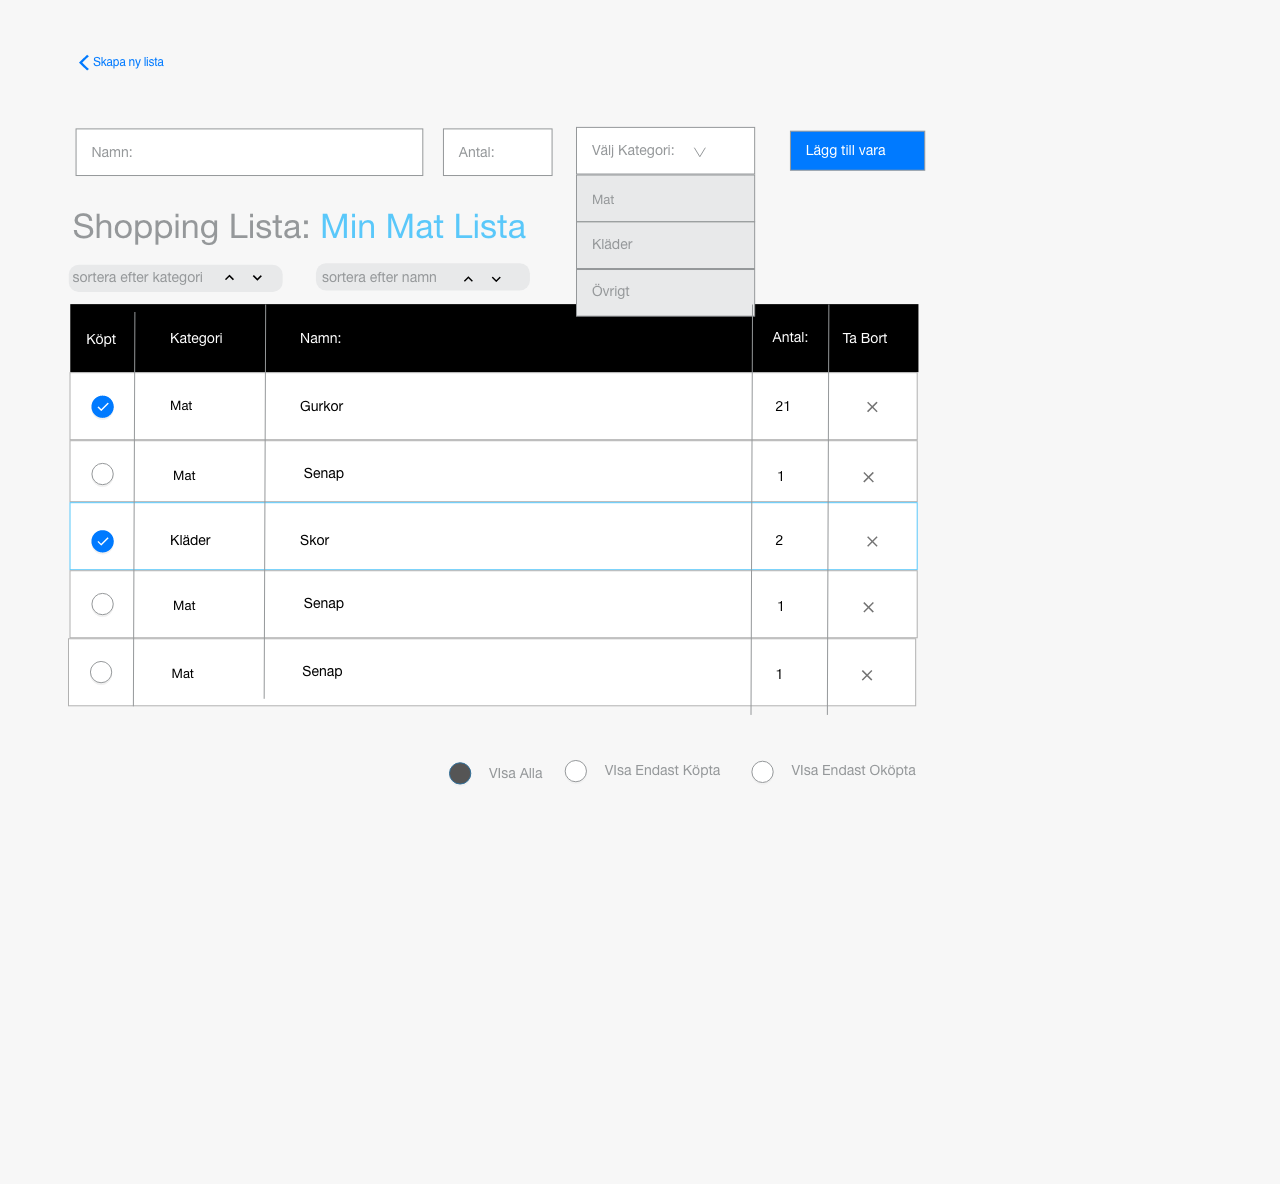 Skapa ny lista
Namn:
Antal:
Välj Kategori:
Lägg till vara
Mat
Kläder
Övrigt
Shopping Lista: Min Mat Lista
sortera efter kategori
sortera efter namn
Köpt Kategori Namn: Antal: Ta Bort
Mat Gurkor 21
Mat Senap 1
Kläder Skor 2
Mat Senap 1
Mat Senap 1
VIsa Alla
VIsa Endast Köpta
VIsa Endast Oköpta